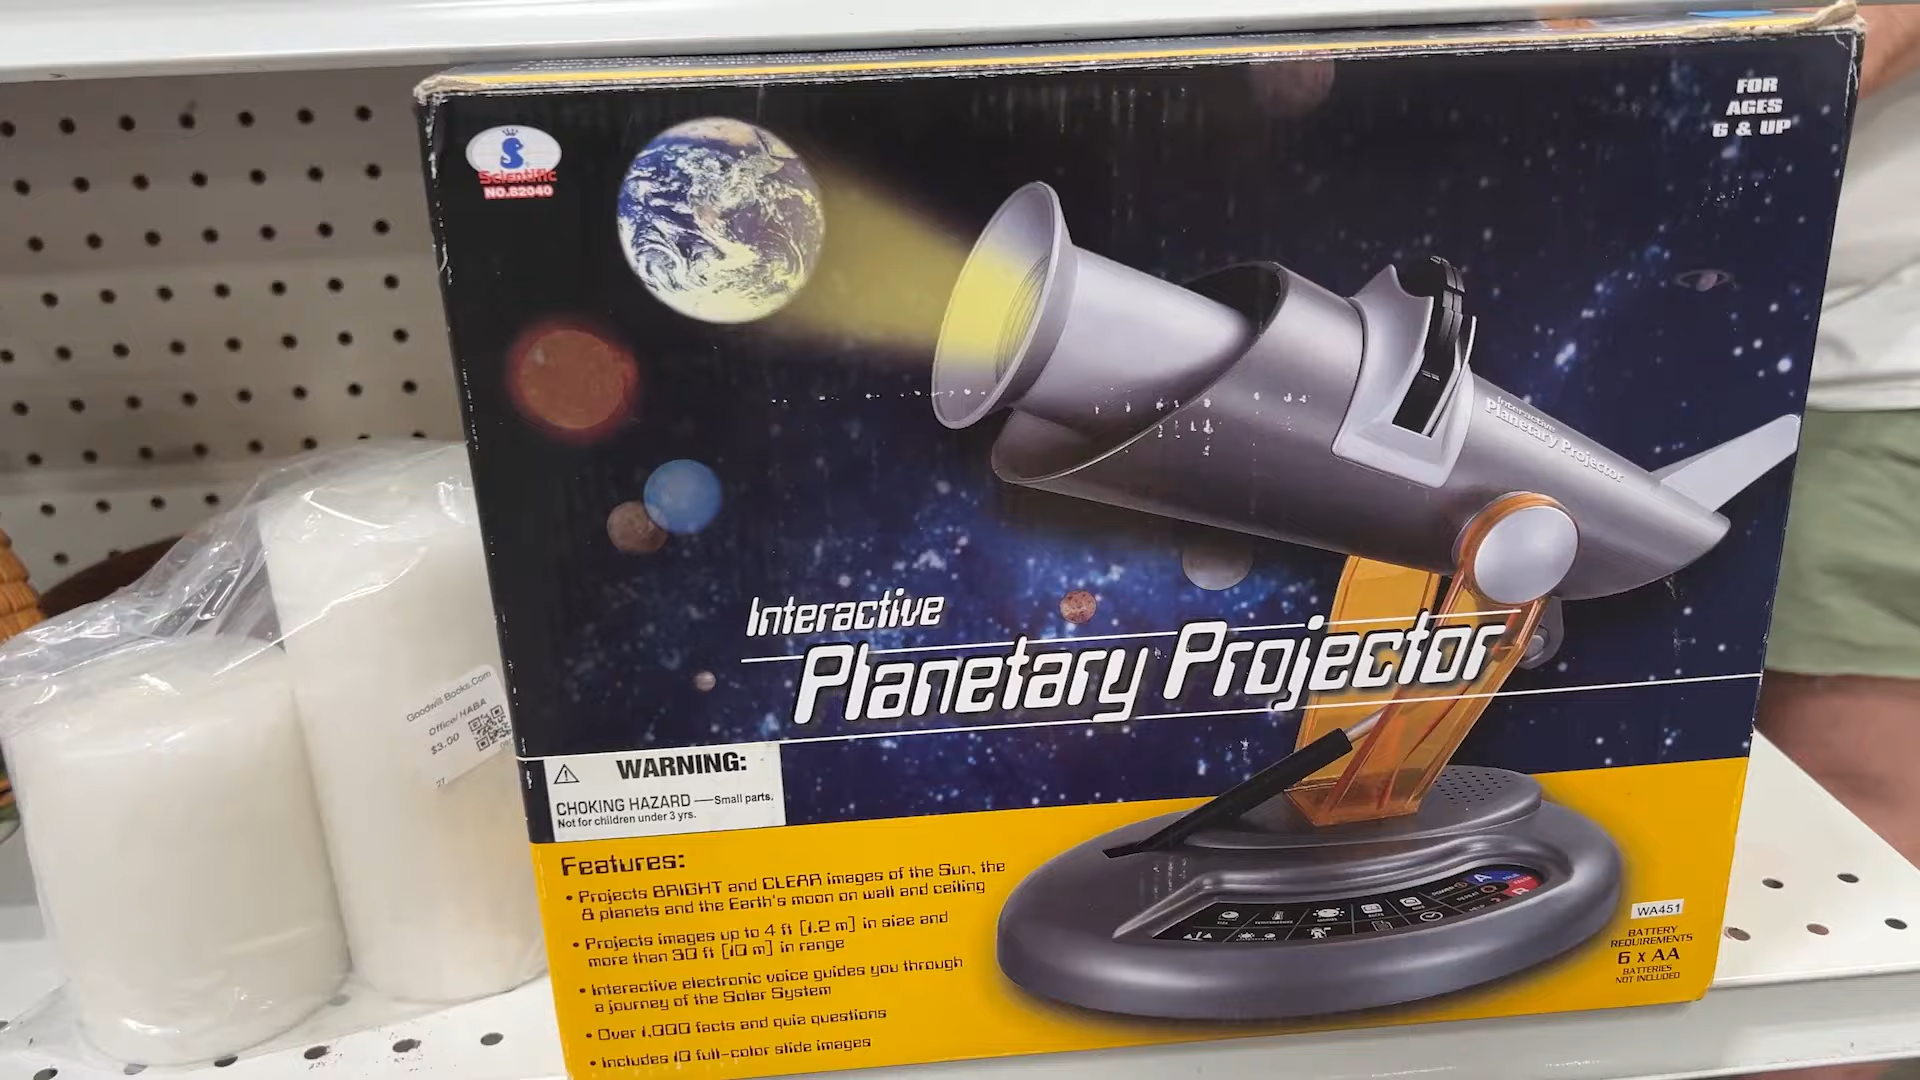 FOR
AGES
6 & UP
Scientific
NO.82040
Interactive
Planetary Projector
Interactive
Planetary Projector
Goodwill Books.Com
Office/HABA
$3.00
27
WARNING:
CHOKING HAZARD —Small parts.
Not for children under 3 yrs.
Features:
• Projects BRIGHT and CLEAR images of the Sun, the
8 planets and the Earth's moon on wall and ceiling
• Projects images up to 4 ft [1.2 m] in size and
more than 30 ft [10 m] in range
• Interactive electronic voice guides you through
a journey of the Solar System
• Over 1,000 facts and quiz questions
• Includes 10 full-color slide images
POWER
REPEAT
A
TRUE
FALSE
B
WA451
BATTERY
REQUIREMENTS
6 x AA
BATTERIES
NOT INCLUDED